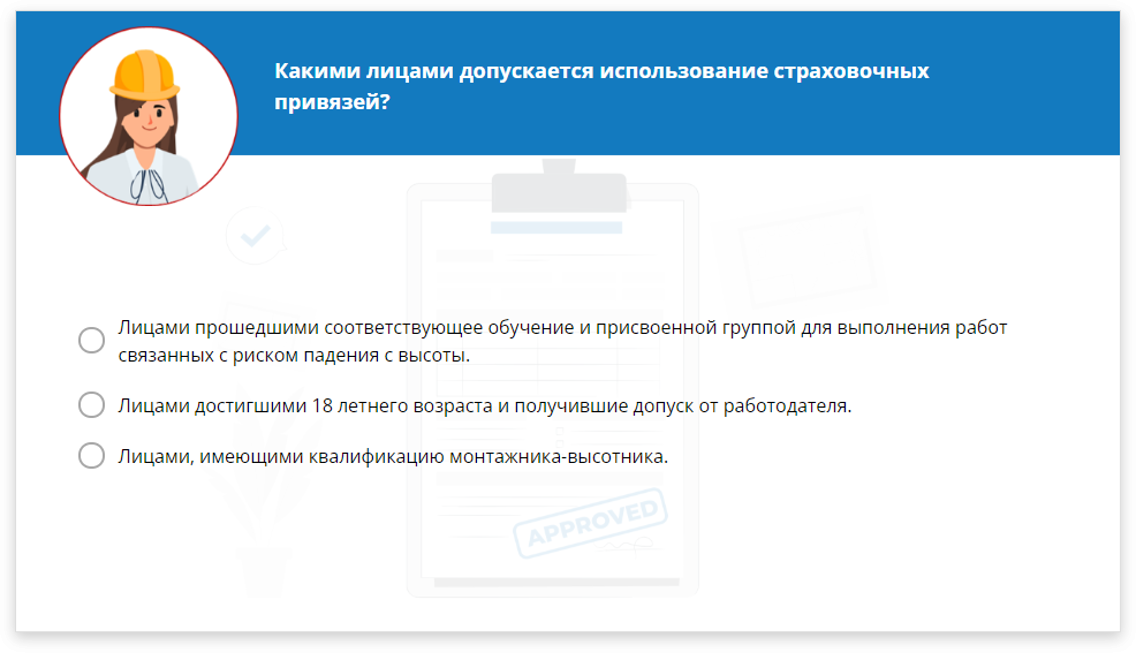 Какими лицами допускается использование страховочных
привязей?
Лицами прошедшими соответствующее обучение и присвоенной группой для выполнения работ
связанных с риском падения с высоты.
Лицами достигшими 18 летнего возраста и получившие допуск от работодателя.
Лицами, имеющими квалификацию монтажника-высотника.
APPROVED